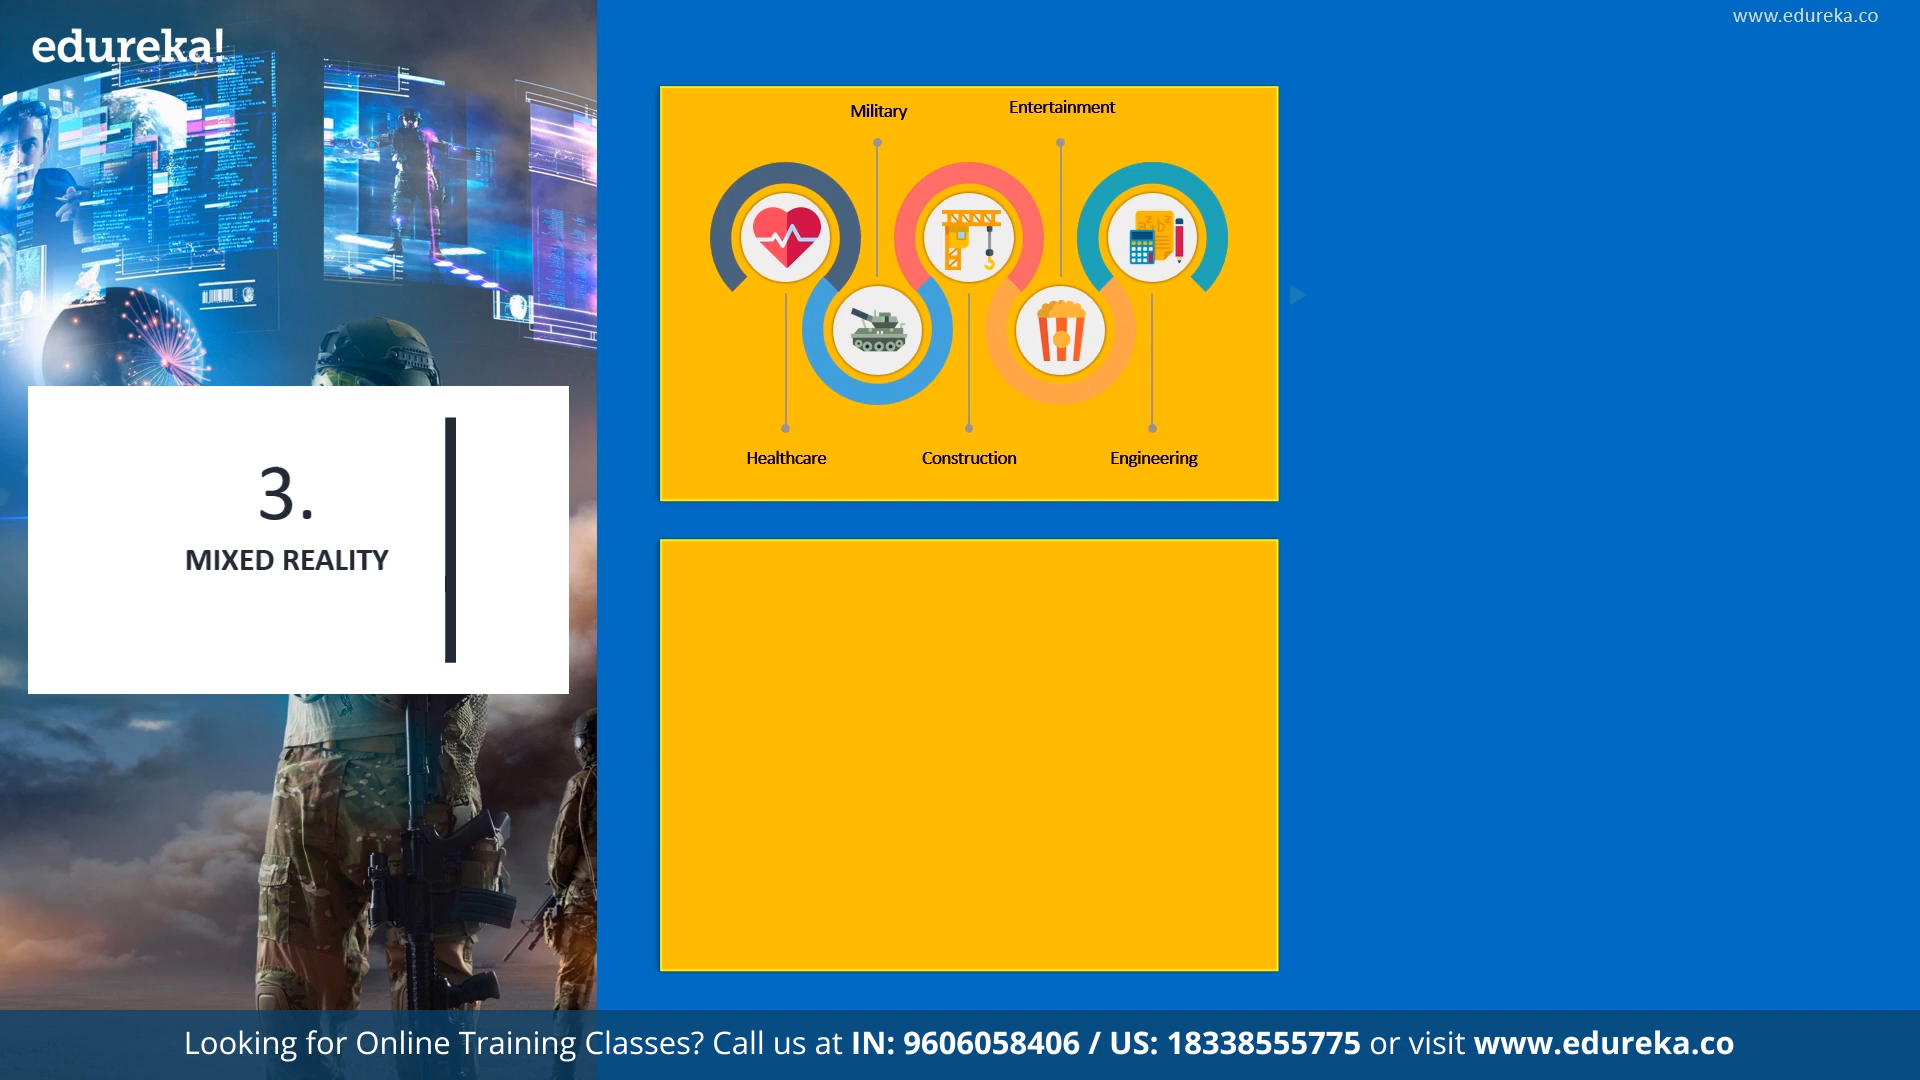 edureka!
www.edureka.co
Military
Entertainment
Healthcare
Construction
Engineering
3.
MIXED REALITY
Looking for Online Training Classes? Call us at IN: 9606058406 / US: 18338555775 or visit www.edureka.co